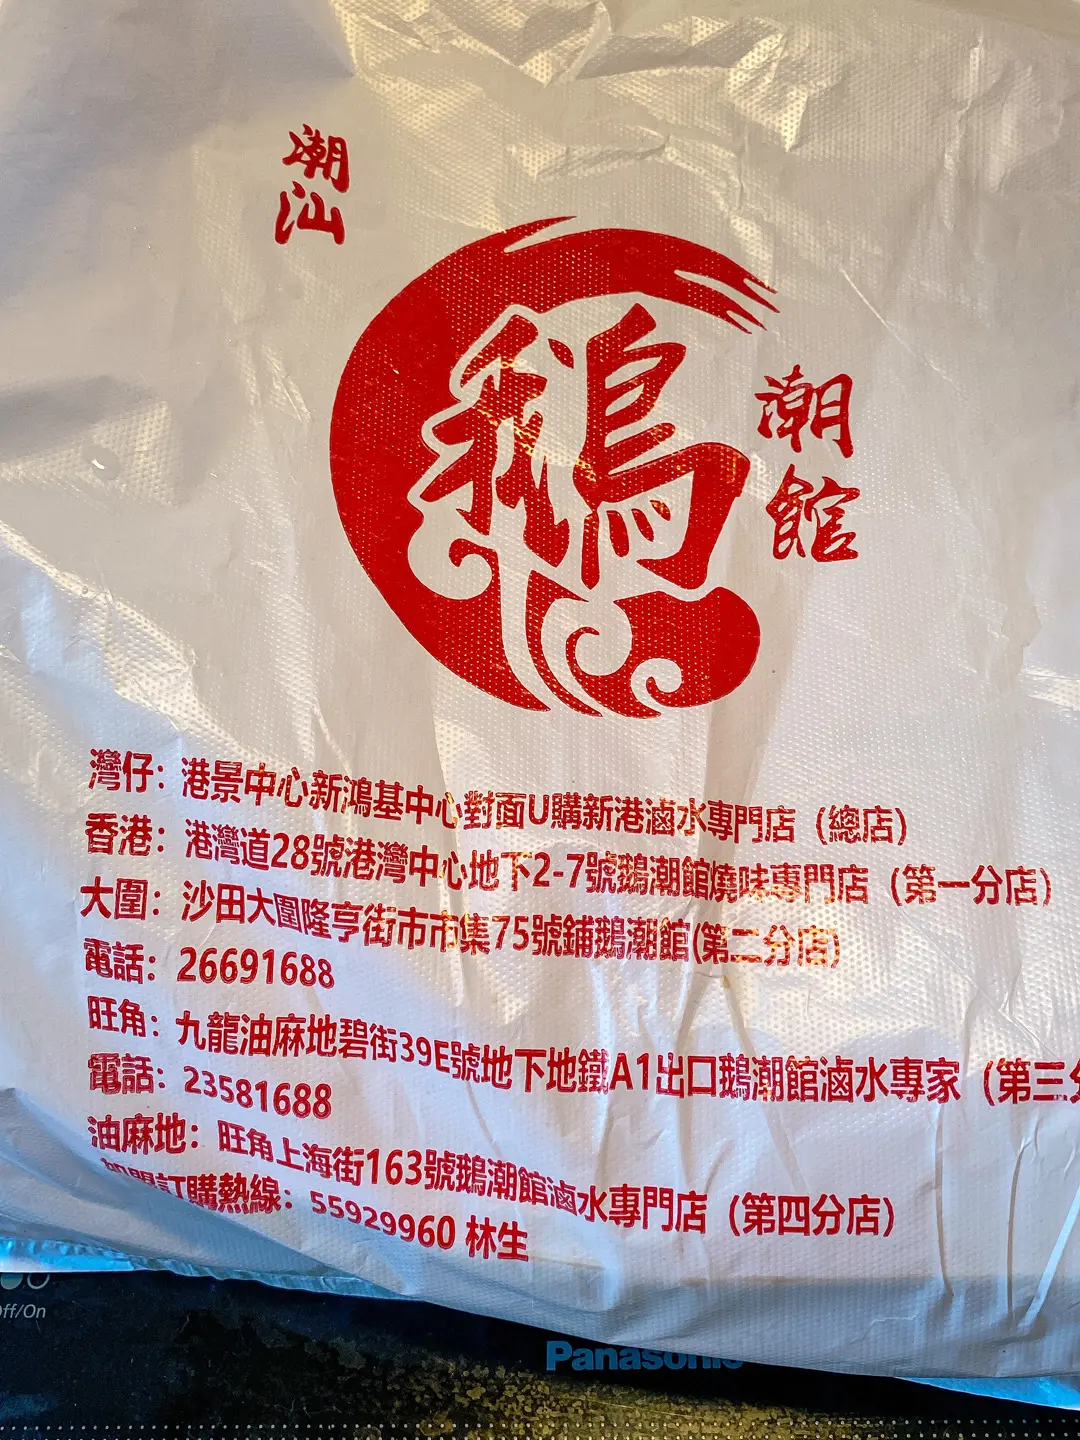 潮汕
鵝
潮館
灣仔：港景中心新鴻基中心對面U購新港滷水專門店（總店）
香港：港灣道28號港灣中心地下2-7號鵝潮館燒味專門店（第一分店）
大圍：沙田大圍隆亨街市市集75號鋪鵝潮館(第二分店)
電話：26691688
旺角：九龍油麻地碧街39E號地下地鐵A1出口鵝潮館滷水專家（第三分
電話：23581688
油麻地：旺角上海街163號鵝潮館滷水專門店（第四分店）
訂購熱線：55929960 林生
Off/On
Panasonic